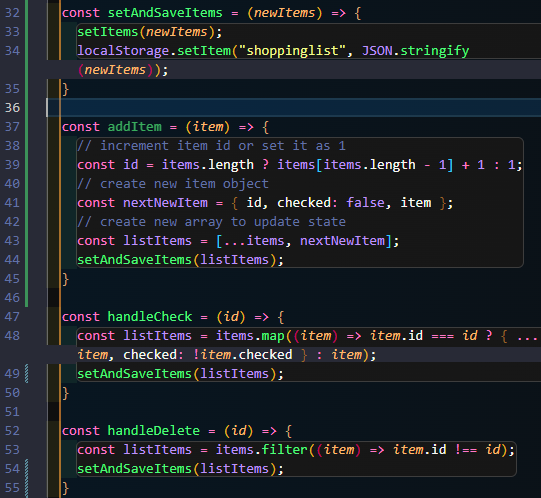 32 const setAndSaveItems = (newItems) => {
33 setItems(newItems);
34 localStorage.setItem("shoppinglist", JSON.stringify
(newItems));
35 }
36
37 const addItem = (item) => {
38 // increment item id or set it as 1
39 const id = items.length ? items[items.length - 1] + 1 : 1;
40 // create new item object
41 const nextNewItem = { id, checked: false, item };
42 // create new array to update state
43 const listItems = [...items, nextNewItem];
44 setAndSaveItems(listItems);
45 }
46
47 const handleCheck = (id) => {
48 const listItems = items.map((item) => item.id === id ? { ...
item, checked: !item.checked } : item);
49 setAndSaveItems(listItems);
50 }
51
52 const handleDelete = (id) => {
53 const listItems = items.filter((item) => item.id !== id);
54 setAndSaveItems(listItems);
55 }